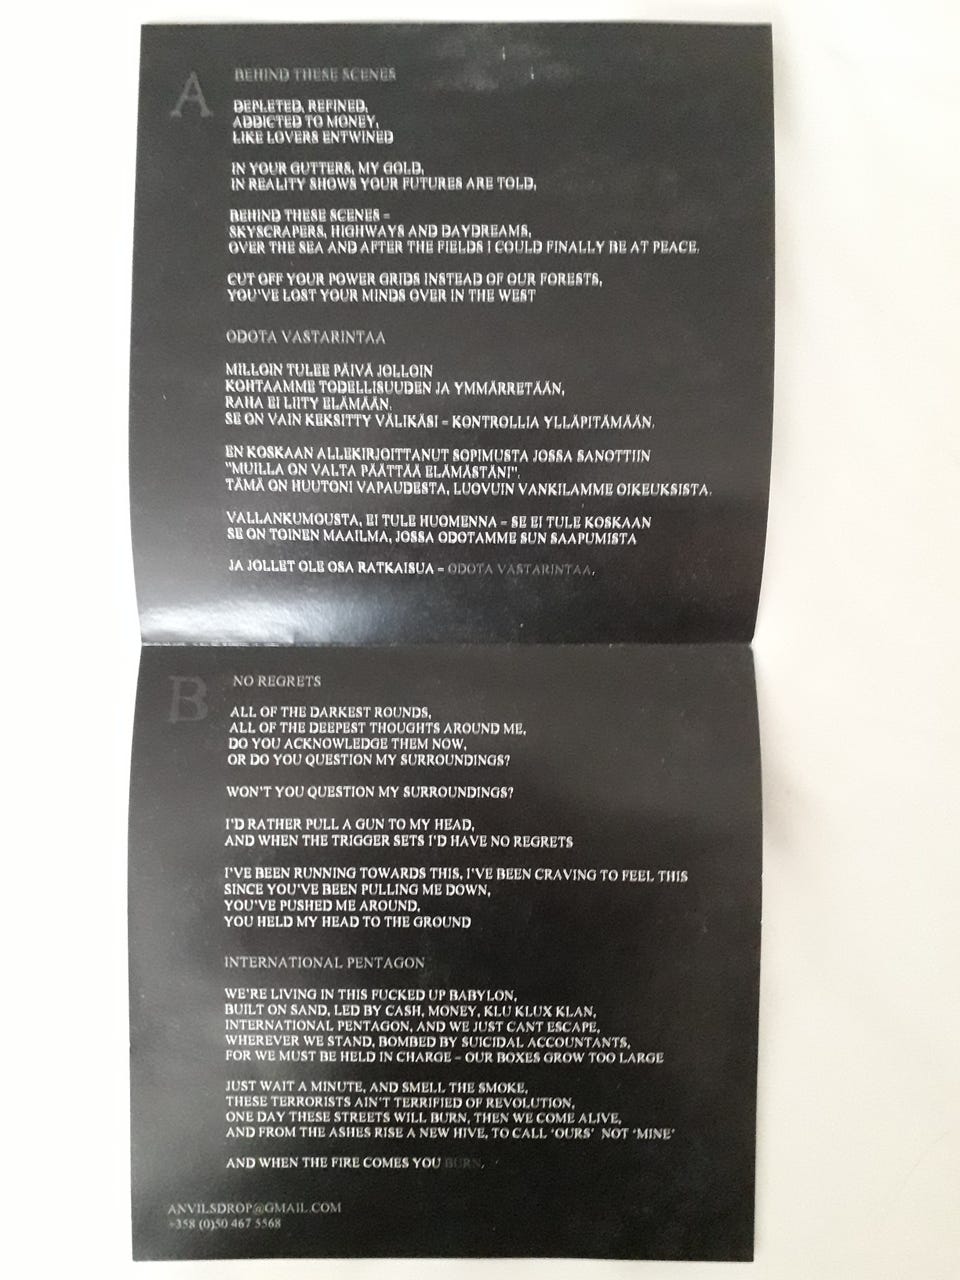 A
BEHIND THESE SCENES
DEPLETED, REFINED,
ADDICTED TO MONEY,
LIKE LOVERS ENTWINED
IN YOUR GUTTERS, MY GOLD,
IN REALITY SHOWS YOUR FUTURES ARE TOLD,
BEHIND THESE SCENES =
SKYSCRAPERS, HIGHWAYS AND DAYDREAMS,
OVER THE SEA AND AFTER THE FIELDS I COULD FINALLY BE AT PEACE.
CUT OFF YOUR POWER GRIDS INSTEAD OF OUR FORESTS,
YOU'VE LOST YOUR MINDS OVER IN THE WEST
ODOTA VASTARINTAA
MILLOIN TULEE PÄIVÄ JOLLOIN
KOHTAAMME TODELLISUUDEN JA YMMÄRRETÄÄN,
RAHA EI LIITY ELÄMÄÄN.
SE ON VAIN KEKSITTY VÄLIKÄSI = KONTROLLIA YLLÄPITÄMÄÄN.
EN KOSKAAN ALLEKIRJOITTANUT SOPIMUSTA JOSSA SANOTTIIN
"MUILLA ON VALTA PÄÄTTÄÄ ELÄMÄSTÄNI".
TÄMÄ ON HUUTONI VAPAUDESTA, LUOVUIN VANKILAMME OIKEUKSISTA.
VALLANKUMOUSTA, EI TULE HUOMENNA = SE EI TULE KOSKAAN
SE ON TOINEN MAAILMA, JOSSA ODOTAMME SUN SAAPUMISTA
JA JOLLET OLE OSA RATKAISUA = ODOTA VASTARINTAA.
B
NO REGRETS
ALL OF THE DARKEST ROUNDS,
ALL OF THE DEEPEST THOUGHTS AROUND ME,
DO YOU ACKNOWLEDGE THEM NOW,
OR DO YOU QUESTION MY SURROUNDINGS?
WON'T YOU QUESTION MY SURROUNDINGS?
I'D RATHER PULL A GUN TO MY HEAD,
AND WHEN THE TRIGGER SETS I'D HAVE NO REGRETS
I'VE BEEN RUNNING TOWARDS THIS, I'VE BEEN CRAVING TO FEEL THIS
SINCE YOU'VE BEEN PULLING ME DOWN,
YOU'VE PUSHED ME AROUND,
YOU HELD MY HEAD TO THE GROUND
INTERNATIONAL PENTAGON
WE'RE LIVING IN THIS FUCKED UP BABYLON,
BUILT ON SAND, LED BY CASH, MONEY, KLU KLUX KLAN,
INTERNATIONAL PENTAGON, AND WE JUST CANT ESCAPE,
WHEREVER WE STAND, BOMBED BY SUICIDAL ACCOUNTANTS,
FOR WE MUST BE HELD IN CHARGE = OUR BOXES GROW TOO LARGE
JUST WAIT A MINUTE, AND SMELL THE SMOKE,
THESE TERRORISTS AIN'T TERRIFIED OF REVOLUTION,
ONE DAY THESE STREETS WILL BURN, THEN WE COME ALIVE,
AND FROM THE ASHES RISE A NEW HIVE, TO CALL 'OURS' NOT 'MINE'
AND WHEN THE FIRE COMES YOU BURN.
ANVILSDROP@GMAIL.COM
+358 (0)50 467 5568